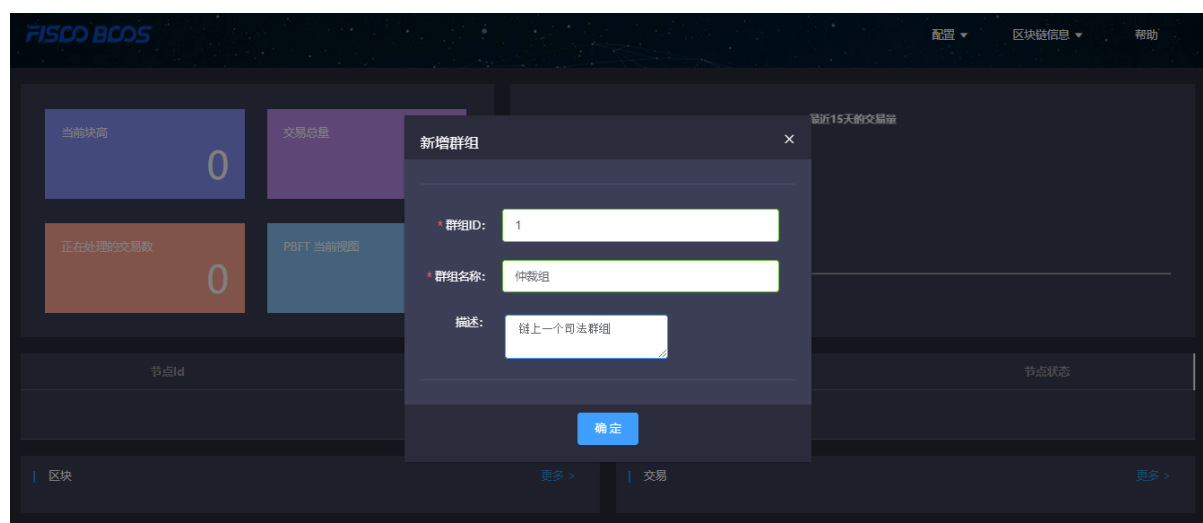 FISCO BCOS
配置 区块链信息 帮助
当前块高
0
交易总量
最近15天的交易量
新增群组
×
* 群组ID:
1
* 群组名称:
仲裁组
描述:
链上一个司法群组
正在处理的交易数
0
PBFT 当前视图
节点Id
节点状态
确定
区块
更多 >
交易
更多 >